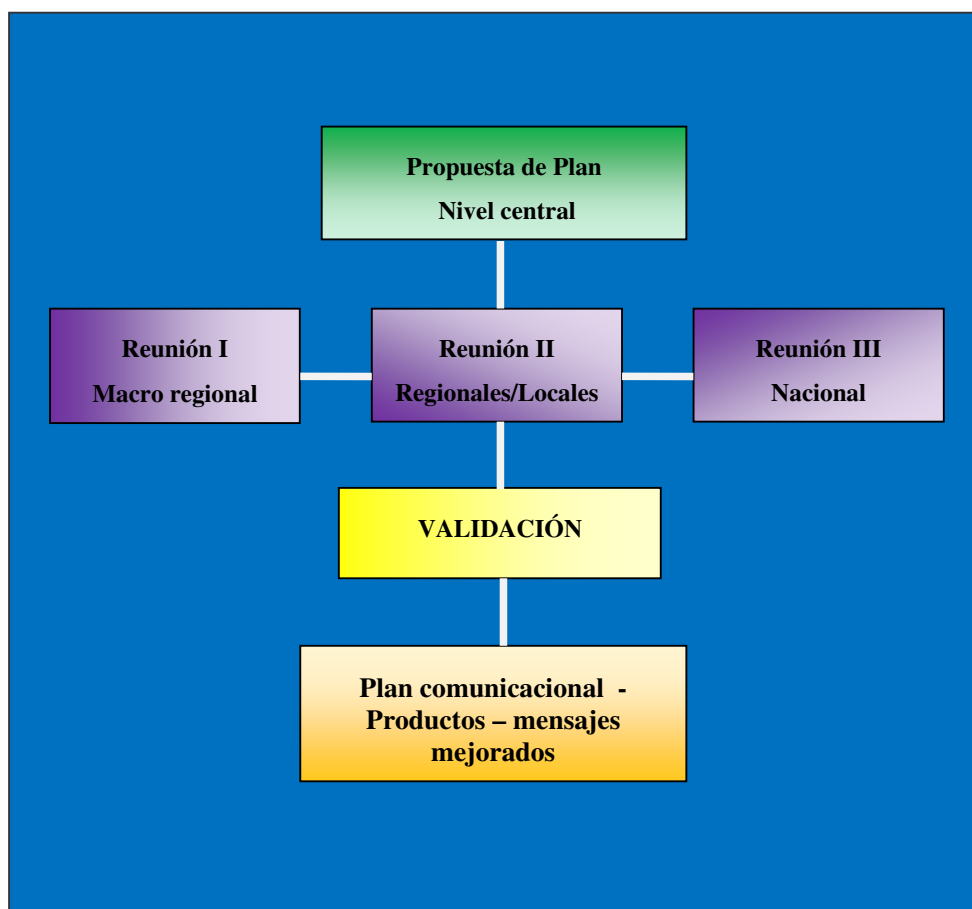 Propuesta de Plan
Nivel central
Reunión I
Macro regional
Reunión II
Regionales/Locales
Reunión III
Nacional
VALIDACIÓN
Plan comunicacional -
Productos – mensajes
mejorados